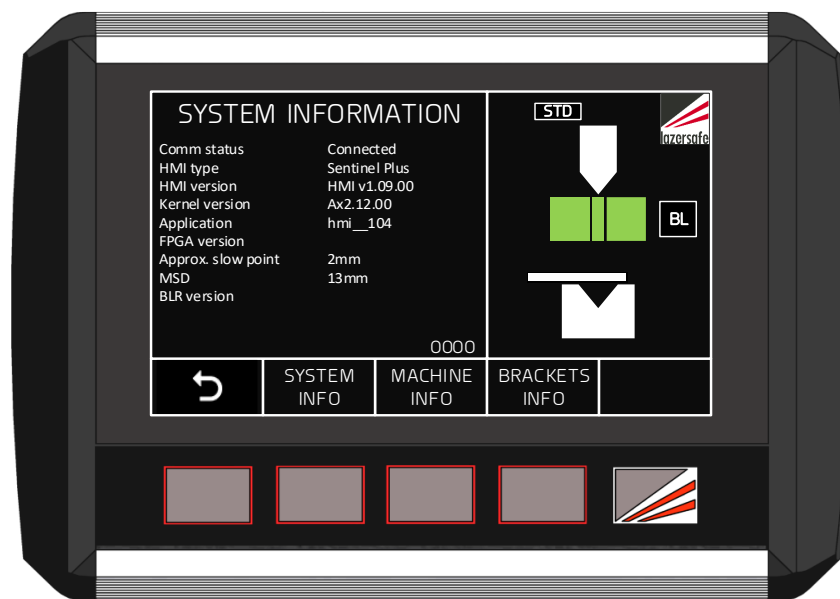 SYSTEM INFORMATION
Comm status Connected
HMI type Sentinel Plus
HMI version HMI v1.09.00
Kernel version Ax2.12.00
Application hmi__104
FPGA version
Approx. slow point 2mm
MSD 13mm
BLR version
0000
STD
lazersafe
BL
SYSTEM
INFO
MACHINE
INFO
BRACKETS
INFO